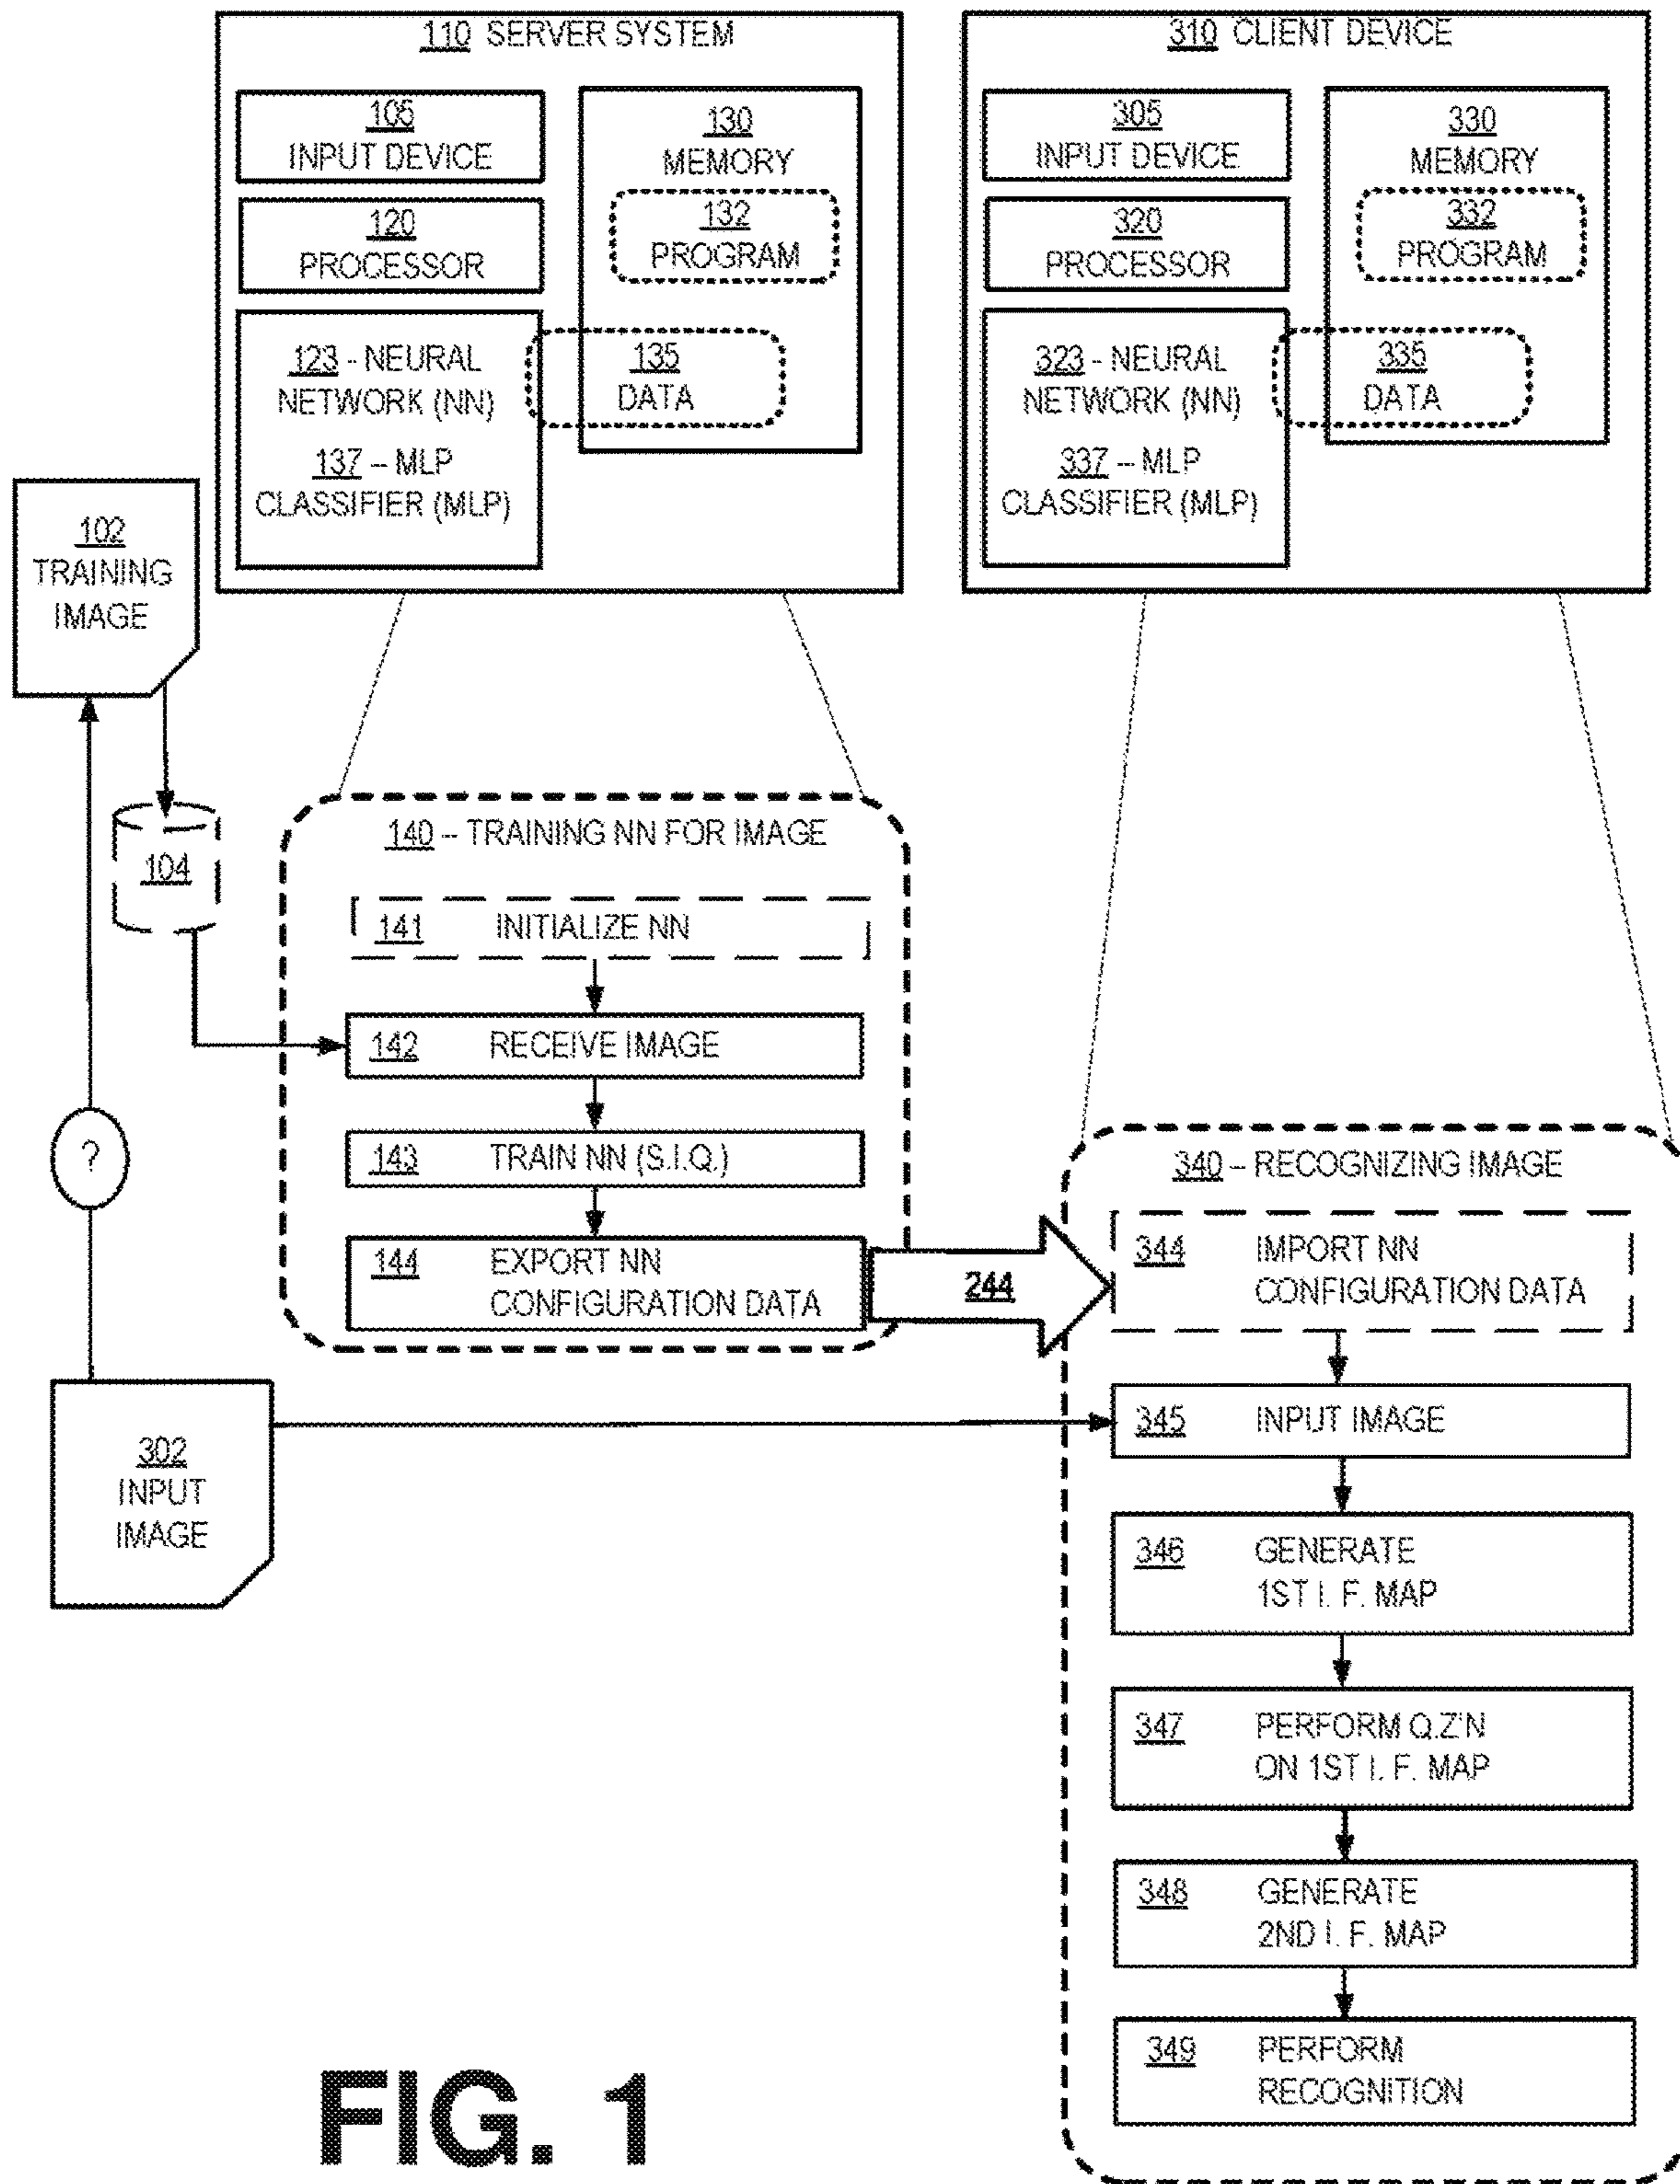 110 SERVER SYSTEM
105
INPUT DEVICE
120
PROCESSOR
123 - NEURAL
NETWORK (NN)
137 – MLP
CLASSIFIER (MLP)
130
MEMORY
132
PROGRAM
135
DATA
310 CLIENT DEVICE
305
INPUT DEVICE
320
PROCESSOR
323 - NEURAL
NETWORK (NN)
337 – MLP
CLASSIFIER (MLP)
330
MEMORY
332
PROGRAM
335
DATA
102
TRAINING
IMAGE
104
?
302
INPUT
IMAGE
140 – TRAINING NN FOR IMAGE
141 INITIALIZE NN
142 RECEIVE IMAGE
143 TRAIN NN (S.I.Q.)
144 EXPORT NN
CONFIGURATION DATA
244
340 – RECOGNIZING IMAGE
344 IMPORT NN
CONFIGURATION DATA
345 INPUT IMAGE
346 GENERATE
1ST I. F. MAP
347 PERFORM Q.Z'N
ON 1ST I. F. MAP
348 GENERATE
2ND I. F. MAP
349 PERFORM
RECOGNITION
FIG. 1